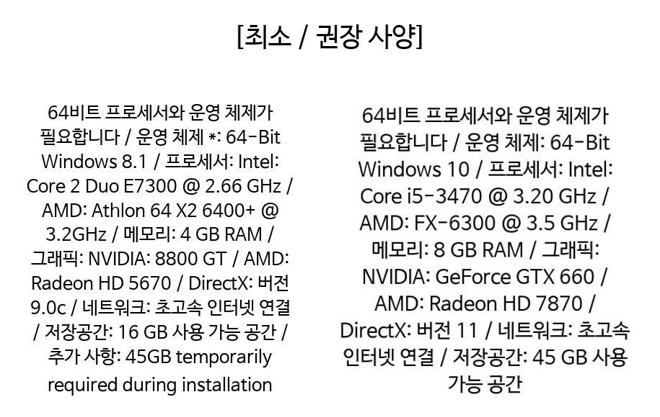 [최소 / 권장 사양]
64비트 프로세서와 운영 체제가
필요합니다 / 운영 체제 *: 64-Bit
Windows 8.1 / 프로세서: Intel:
Core 2 Duo E7300 @ 2.66 GHz /
AMD: Athlon 64 X2 6400+ @
3.2GHz / 메모리: 4 GB RAM /
그래픽: NVIDIA: 8800 GT / AMD:
Radeon HD 5670 / DirectX: 버전
9.0c / 네트워크: 초고속 인터넷 연결
/ 저장공간: 16 GB 사용 가능 공간 /
추가 사항: 45GB temporarily
required during installation
64비트 프로세서와 운영 체제가
필요합니다 / 운영 체제: 64-Bit
Windows 10 / 프로세서: Intel:
Core i5-3470 @ 3.20 GHz /
AMD: FX-6300 @ 3.5 GHz /
메모리: 8 GB RAM / 그래픽:
NVIDIA: GeForce GTX 660 /
AMD: Radeon HD 7870 /
DirectX: 버전 11 / 네트워크: 초고속
인터넷 연결 / 저장공간: 45 GB 사용
가능 공간